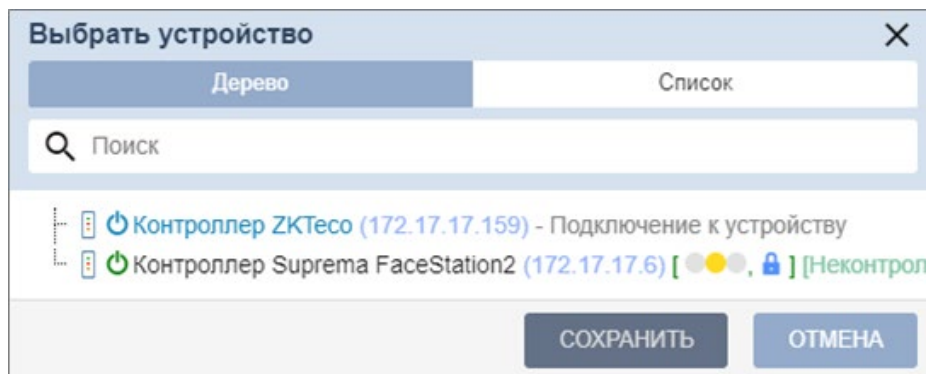 Выбрать устройство
Дерево Список
Поиск
Контроллер ZKTeco (172.17.17.159) - Подключение к устройству
Контроллер Suprema FaceStation2 (172.17.17.6) [ , ] [Неконтрол
СОХРАНИТЬ ОТМЕНА